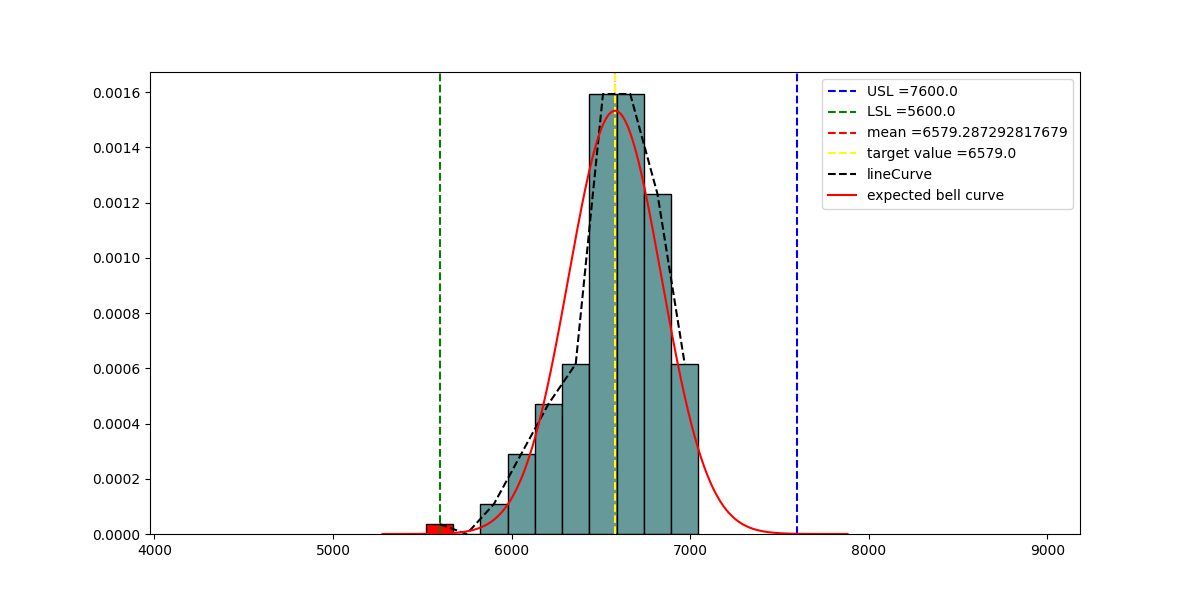 0.0016
0.0014
0.0012
0.0010
0.0008
0.0006
0.0004
0.0002
0.0000
4000 5000 6000 7000 8000 9000
USL =7600.0
LSL =5600.0
mean =6579.287292817679
target value =6579.0
lineCurve
expected bell curve